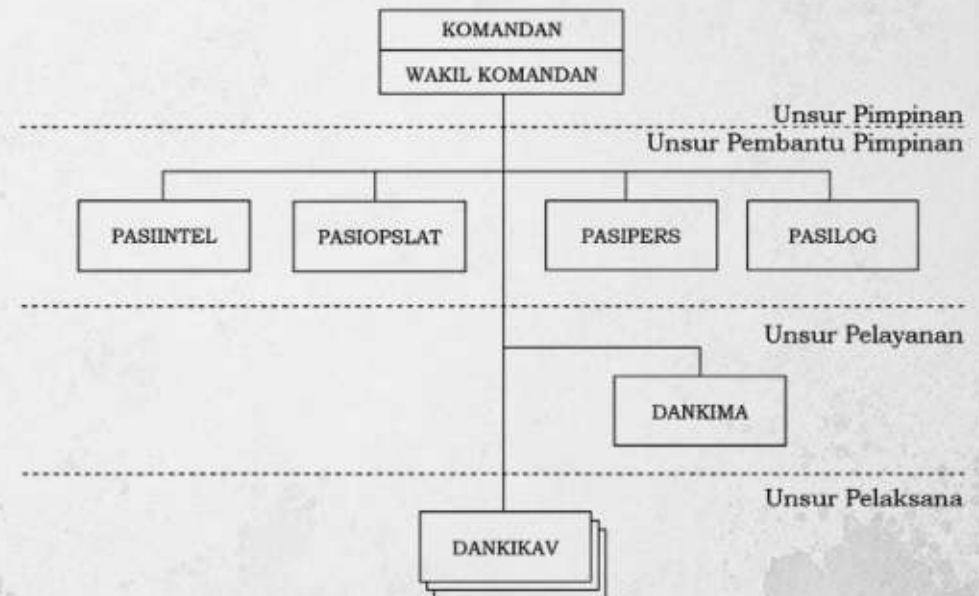 KOMANDAN
WAKIL KOMANDAN
Unsur Pimpinan
Unsur Pembantu Pimpinan
PASIINTEL
PASIOPSLAT
PASIPERS
PASILOG
Unsur Pelayanan
DANKIMA
Unsur Pelaksana
DANKIKAV